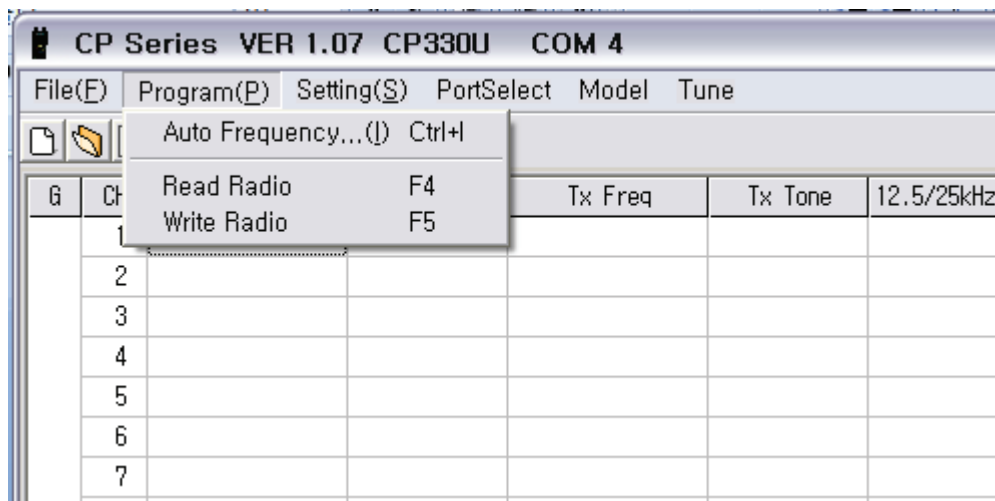 CP Series VER 1.07 CP330U COM 4
File(F) Program(P) Setting(S) PortSelect Model Tune
Auto Frequency,,,(I) Ctrl+I
Read Radio F4
Write Radio F5
G Tx Freq Tx Tone 12.5/25kHz
1
2
3
4
5
6
7